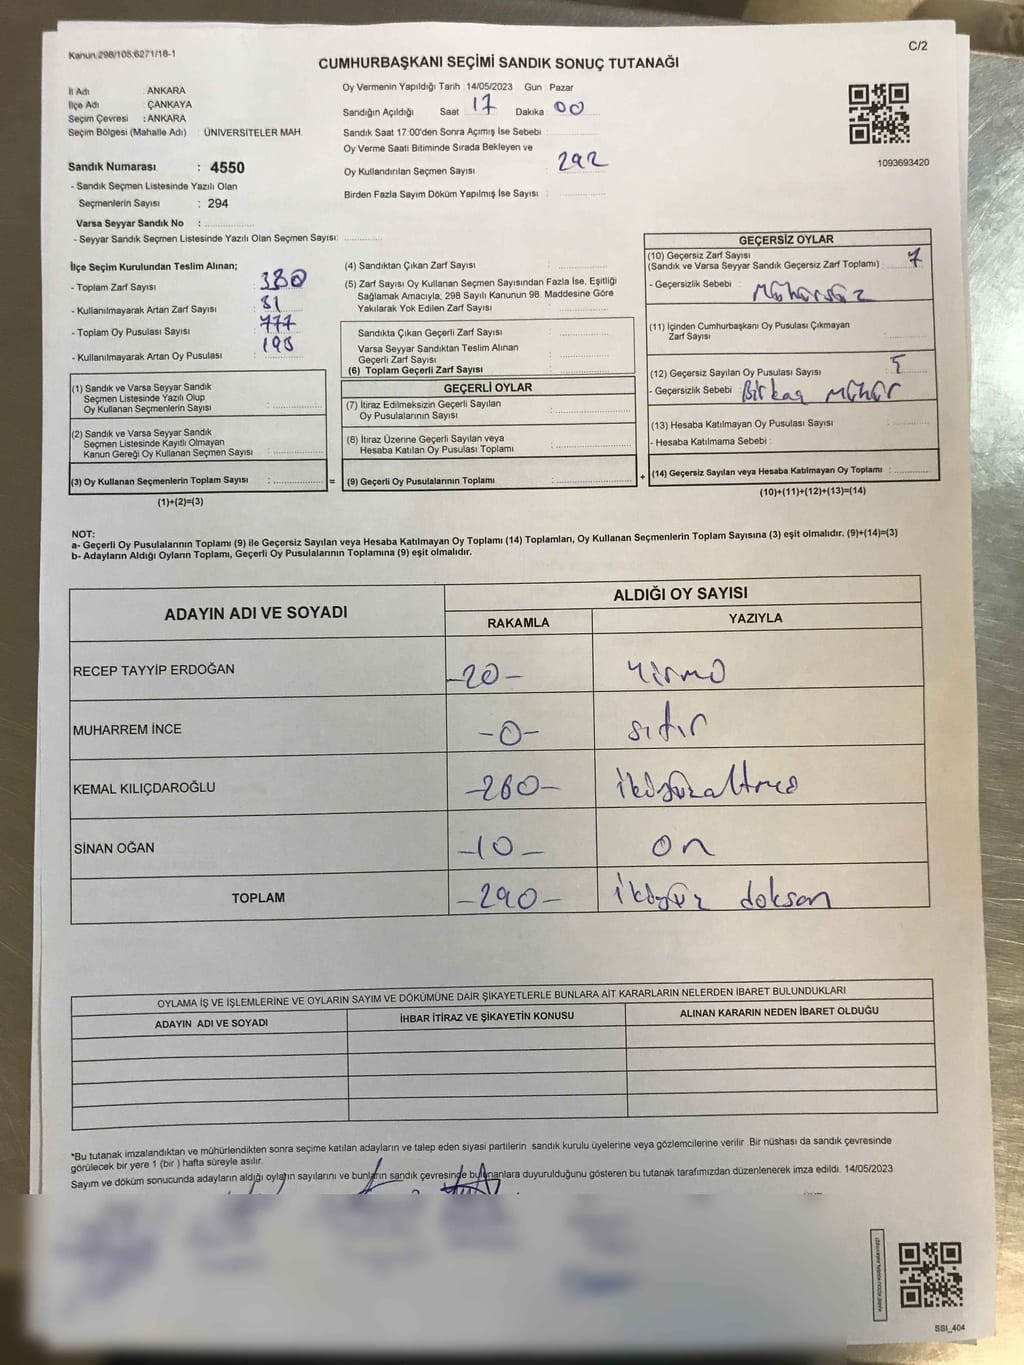 Kanun 298/105;6271/18-1
C/2
CUMHURBAŞKANI SEÇİMİ SANDIK SONUÇ TUTANAĞI
İl Adı : ANKARA
İlçe Adı : ÇANKAYA
Seçim Çevresi : ANKARA
Seçim Bölgesi (Mahalle Adı) : ÜNİVERSİTELER MAH.
Sandık Numarası : 4550
- Sandık Seçmen Listesinde Yazılı Olan
Seçmenlerin Sayısı : 294
Varsa Seyyar Sandık No :
- Seyyar Sandık Seçmen Listesinde Yazılı Olan Seçmen Sayısı:
Oy Vermenin Yapıldığı Tarih : 14/05/2023 Gün : Pazar
Sandığın Açıldığı Saat 17 Dakika 00
Sandık Saat 17:00'den Sonra Açımış İse Sebebi :
Oy Verme Saati Bitiminde Sırada Bekleyen ve
Oy Kullandırılan Seçmen Sayısı : 292
Birden Fazla Sayım Döküm Yapılmış İse Sayısı :
1093693420
İlçe Seçim Kurulundan Teslim Alınan;
- Toplam Zarf Sayısı : 380
- Kullanılmayarak Artan Zarf Sayısı : 81
- Toplam Oy Pusulası Sayısı : 777
- Kullanılmayarak Artan Oy Pusulası : 198
(1) Sandık ve Varsa Seyyar Sandık
Seçmen Listesinde Yazılı Olup
Oy Kullanan Seçmenlerin Sayısı :
(2) Sandık ve Varsa Seyyar Sandık
Seçmen Listesinde Kayıtlı Olmayan
Kanun Gereği Oy Kullanan Seçmen Sayısı :
(3) Oy Kullanan Seçmenlerin Toplam Sayısı : =
(1)+(2)=(3)
(4) Sandıktan Çıkan Zarf Sayısı :
(5) Zarf Sayısı Oy Kullanan Seçmen Sayısından Fazla İse, Eşitliği
Sağlamak Amacıyla; 298 Sayılı Kanunun 98. Maddesine Göre
Yakılarak Yok Edilen Zarf Sayısı :
Sandıkta Çıkan Geçerli Zarf Sayısı :
Varsa Seyyar Sandıktan Teslim Alınan
Geçerli Zarf Sayısı :
(6) Toplam Geçerli Zarf Sayısı :
GEÇERLİ OYLAR
(7) İtiraz Edilmeksizin Geçerli Sayılan
Oy Pusulalarının Sayısı :
(8) İtiraz Üzerine Geçerli Sayılan veya
Hesaba Katılan Oy Pusulası Toplamı :
(9) Geçerli Oy Pusulalarının Toplamı : +
GEÇERSİZ OYLAR
(10) Geçersiz Zarf Sayısı
(Sandık ve Varsa Seyyar Sandık Geçersiz Zarf Toplamı) : 7
- Geçersizlik Sebebi : Mühürsüz
(11) İçinden Cumhurbaşkanı Oy Pusulası Çıkmayan
Zarf Sayısı :
(12) Geçersiz Sayılan Oy Pusulası Sayısı : 5
- Geçersizlik Sebebi : Birkaç Mühür
(13) Hesaba Katılmayan Oy Pusulası Sayısı :
- Hesaba Katılmama Sebebi :
(14) Geçersiz Sayılan veya Hesaba Katılmayan Oy Toplamı :
(10)+(11)+(12)+(13)=(14)
NOT:
a- Geçerli Oy Pusulalarının Toplamı (9) ile Geçersiz Sayılan veya Hesaba Katılmayan Oy Toplamı (14) Toplamları, Oy Kullanan Seçmenlerin Toplam Sayısına (3) eşit olmalıdır. (9)+(14)=(3)
b- Adayların Aldığı Oyların Toplamı, Geçerli Oy Pusulalarının Toplamına (9) eşit olmalıdır.
ADAYIN ADI VE SOYADI
ALDIĞI OY SAYISI
RAKAMLA YAZIYLA
RECEP TAYYİP ERDOĞAN -20- Yirmi
MUHARREM İNCE -0- sıfır
KEMAL KILIÇDAROĞLU -260- ikiyüzaltmış
SİNAN OĞAN -10- on
TOPLAM -290- ikiyüz doksan
OYLAMA İŞ VE İŞLEMLERİNE VE OYLARIN SAYIM VE DÖKÜMÜNE DAİR ŞİKAYETLERLE BUNLARA AİT KARARLARIN NELERDEN İBARET BULUNDUKLARI
ADAYIN ADI VE SOYADI İHBAR İTİRAZ VE ŞİKAYETİN KONUSU ALINAN KARARIN NEDEN İBARET OLDUĞU
*Bu tutanak imzalandıktan ve mühürlendikten sonra seçime katılan adayların ve talep eden siyasi partilerin sandık kurulu üyelerine veya gözlemcilerine verilir. Bir nüshası da sandık çevresinde
görülecek bir yere 1 (bir ) hafta süreyle asılır.
Sayım ve döküm sonucunda adayların aldığı oyların sayılarını ve bunların sandık çevresinde bulunanlara duyurulduğunu gösteren bu tutanak tarafımızdan düzenlenerek imza edildi. 14/05/2023
SSI_404